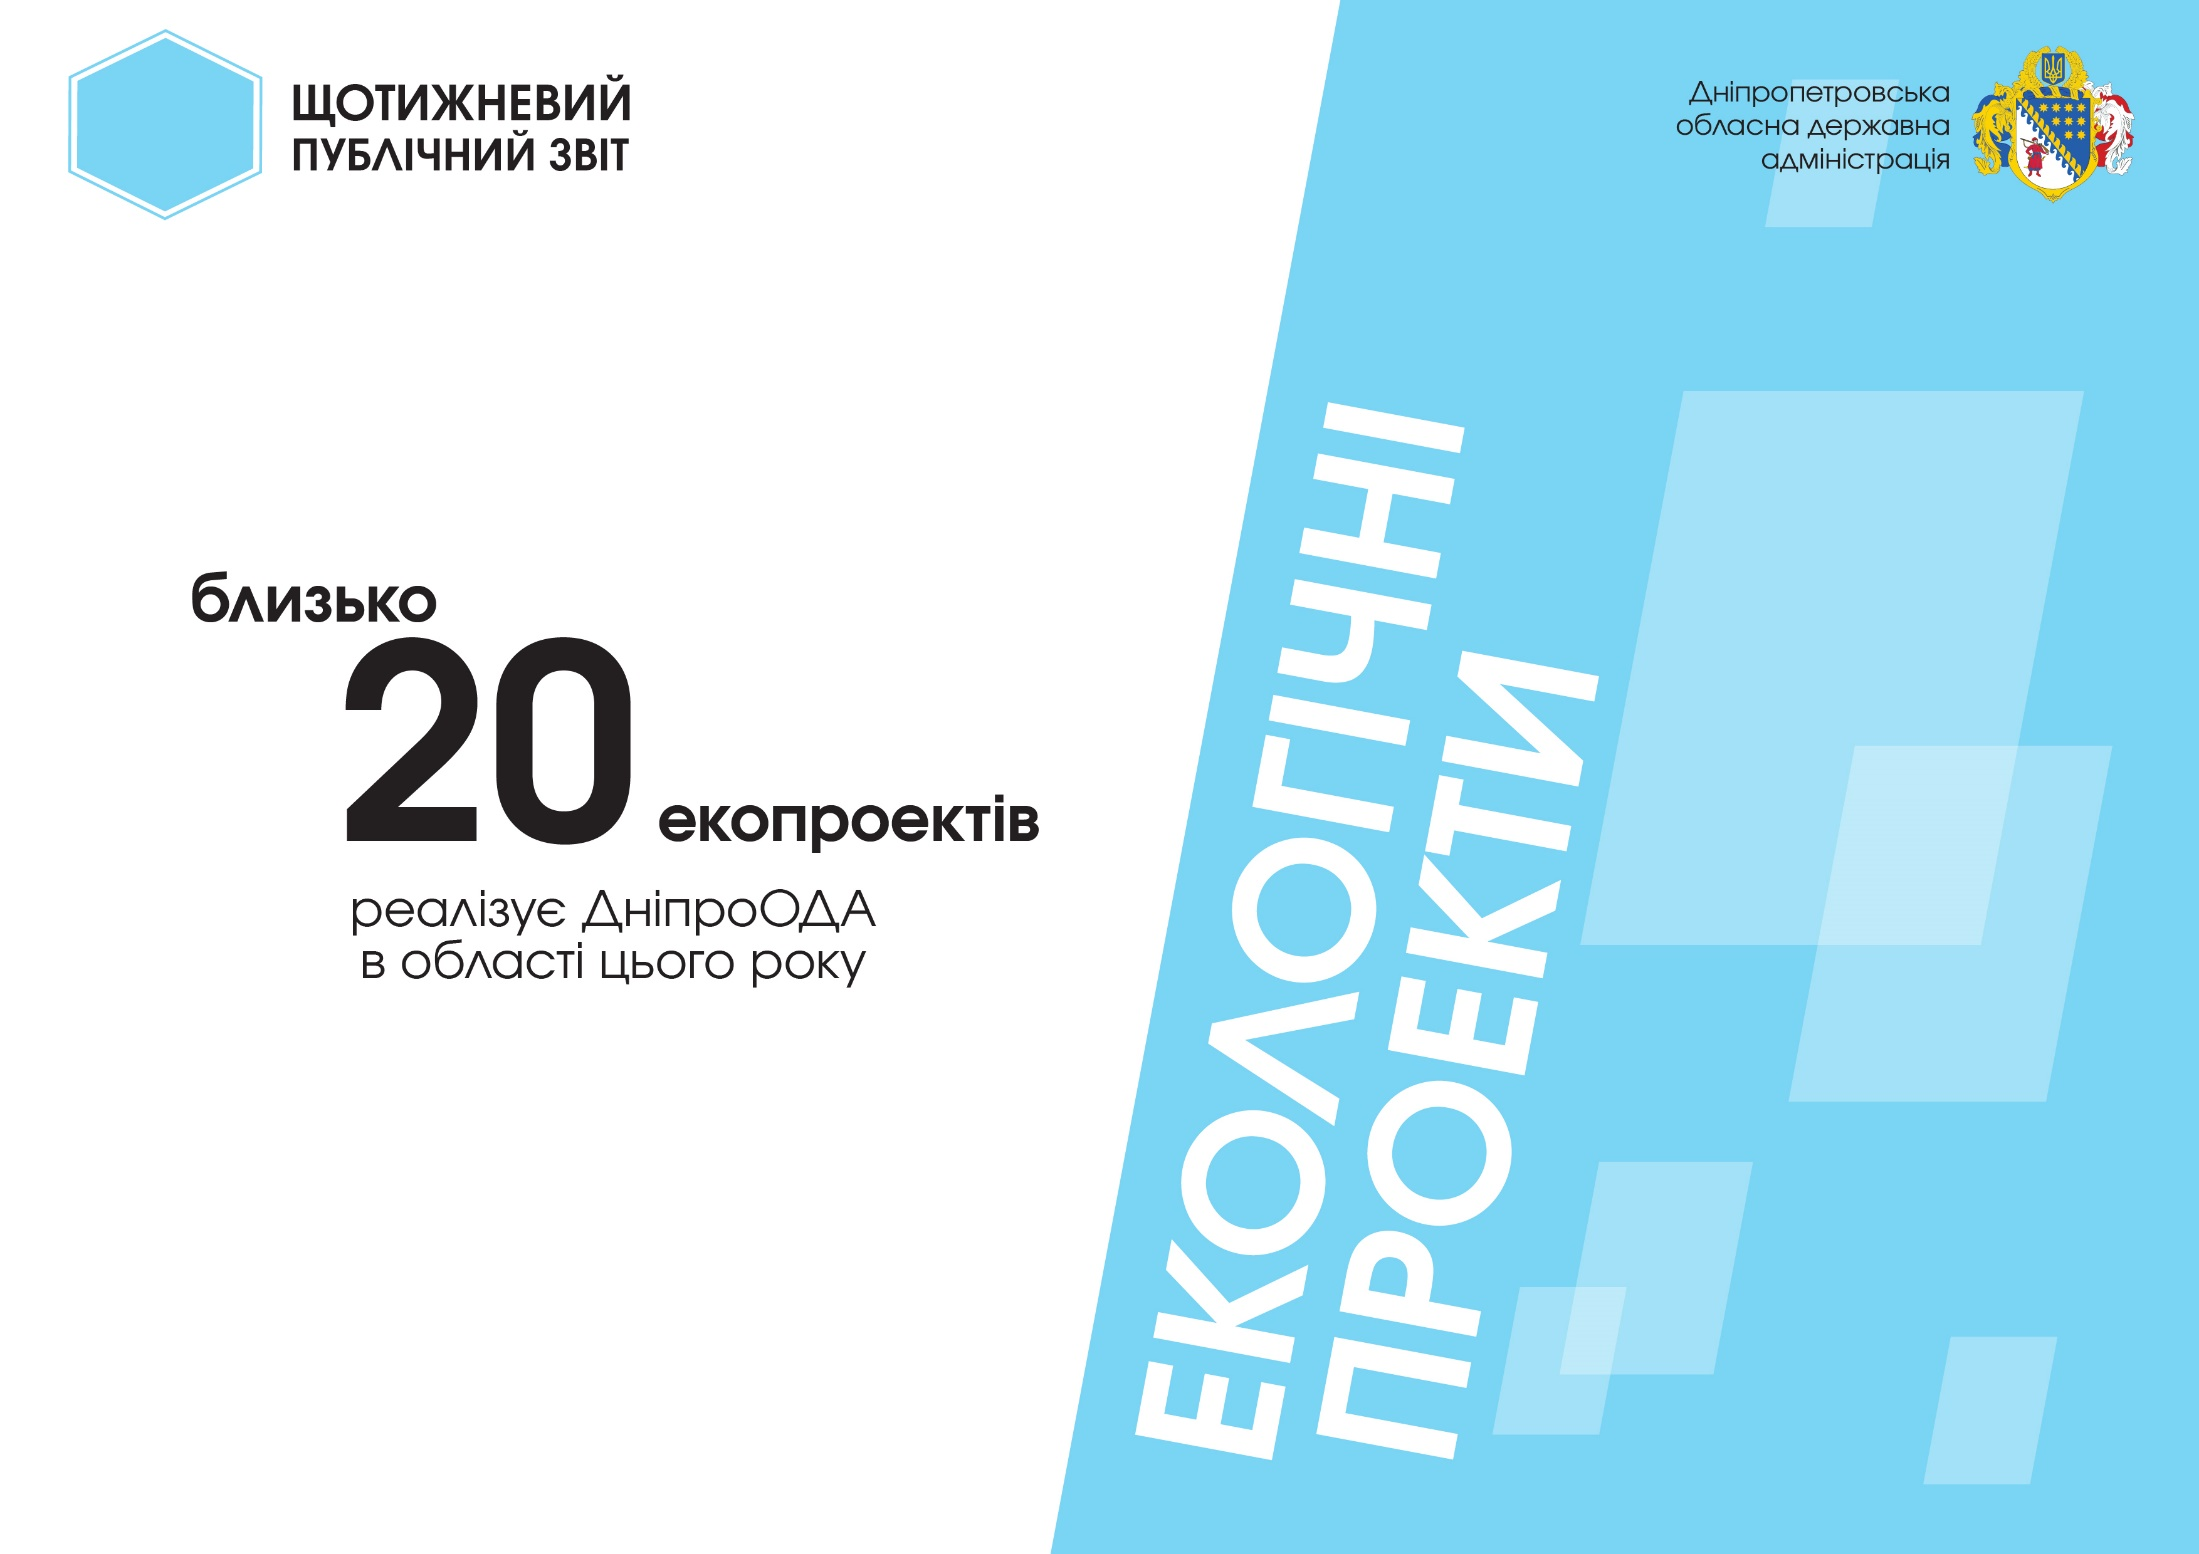 ЩОТИЖНЕВИЙ
ПУБЛІЧНИЙ ЗВІТ
Дніпропетровська
обласна державна
адміністрація
близько
20 екопроектів
реалізує ДніпроОДА
в області цього року
ЕКОЛОГІЧНІ
ПРОЕКТИ